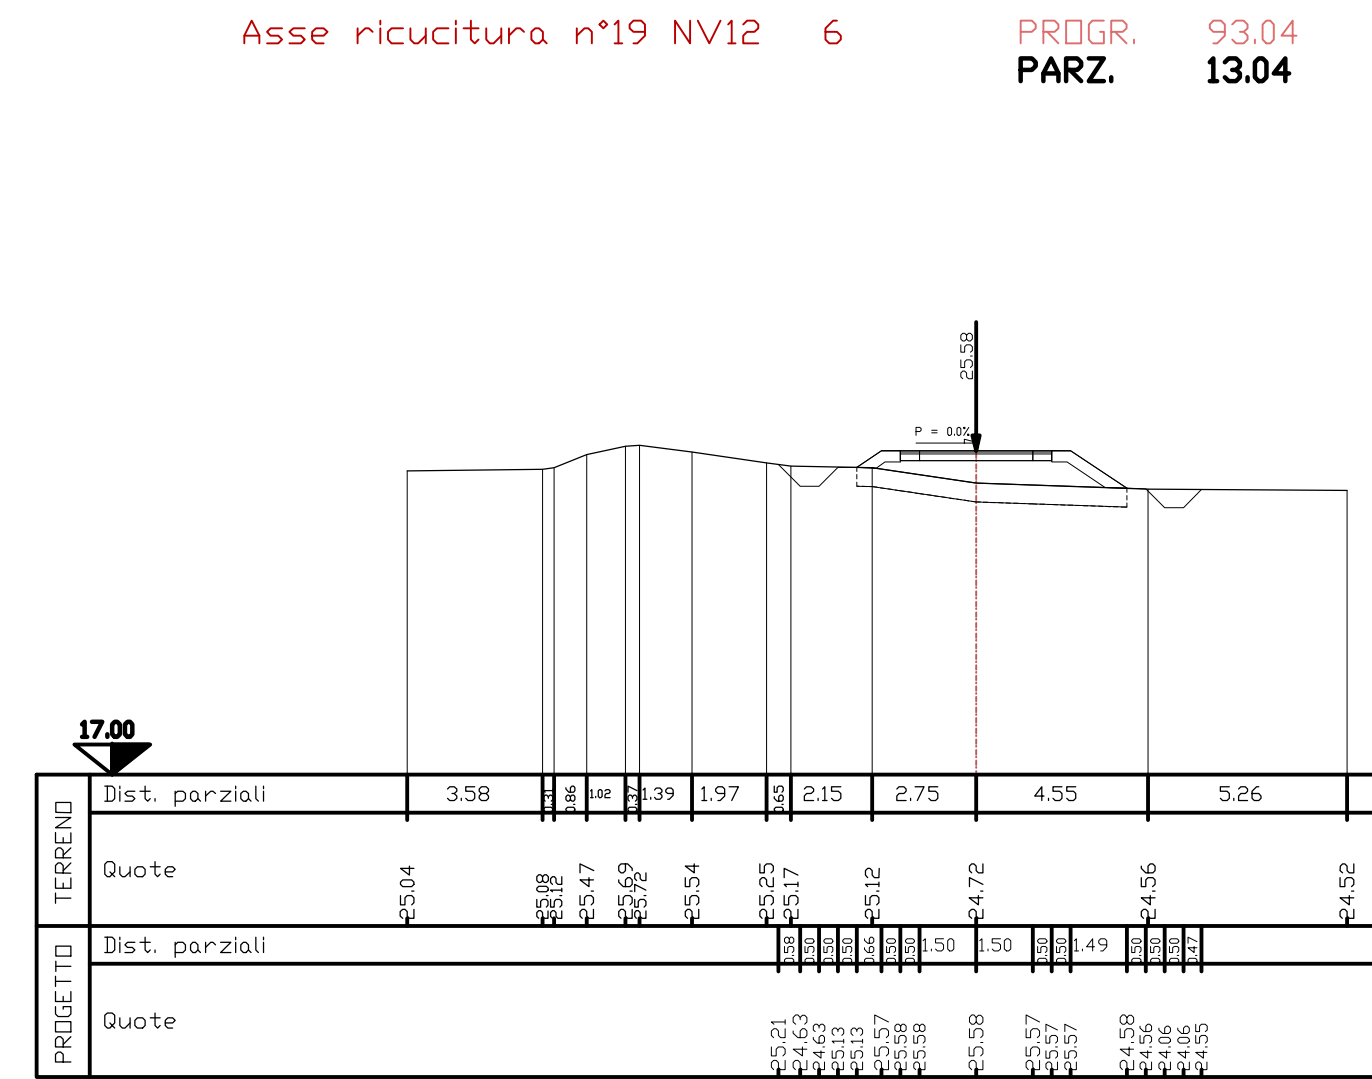 Asse ricucitura n°19 NV12 6 PROGR. 93.04
PARZ. 13.04
25.58
P = 0.0%
17.00
TERRENO
Dist. parziali 3.58 0.31 0.86 1.02 0.37 1.39 1.97 0.65 2.15 2.75 4.55 5.26
Quote 25.04 25.08 25.12 25.47 25.69 25.72 25.54 25.25 25.17 25.12 24.72 24.56 24.52
PROGETTO
Dist. parziali 0.58 0.50 0.50 0.50 0.66 0.50 0.50 1.50 1.50 0.50 0.50 1.49 0.50 0.50 0.50 0.47
Quote 25.21 24.63 24.63 25.13 25.13 25.57 25.58 25.58 25.58 25.57 25.57 25.57 24.58 24.56 24.06 24.06 24.55